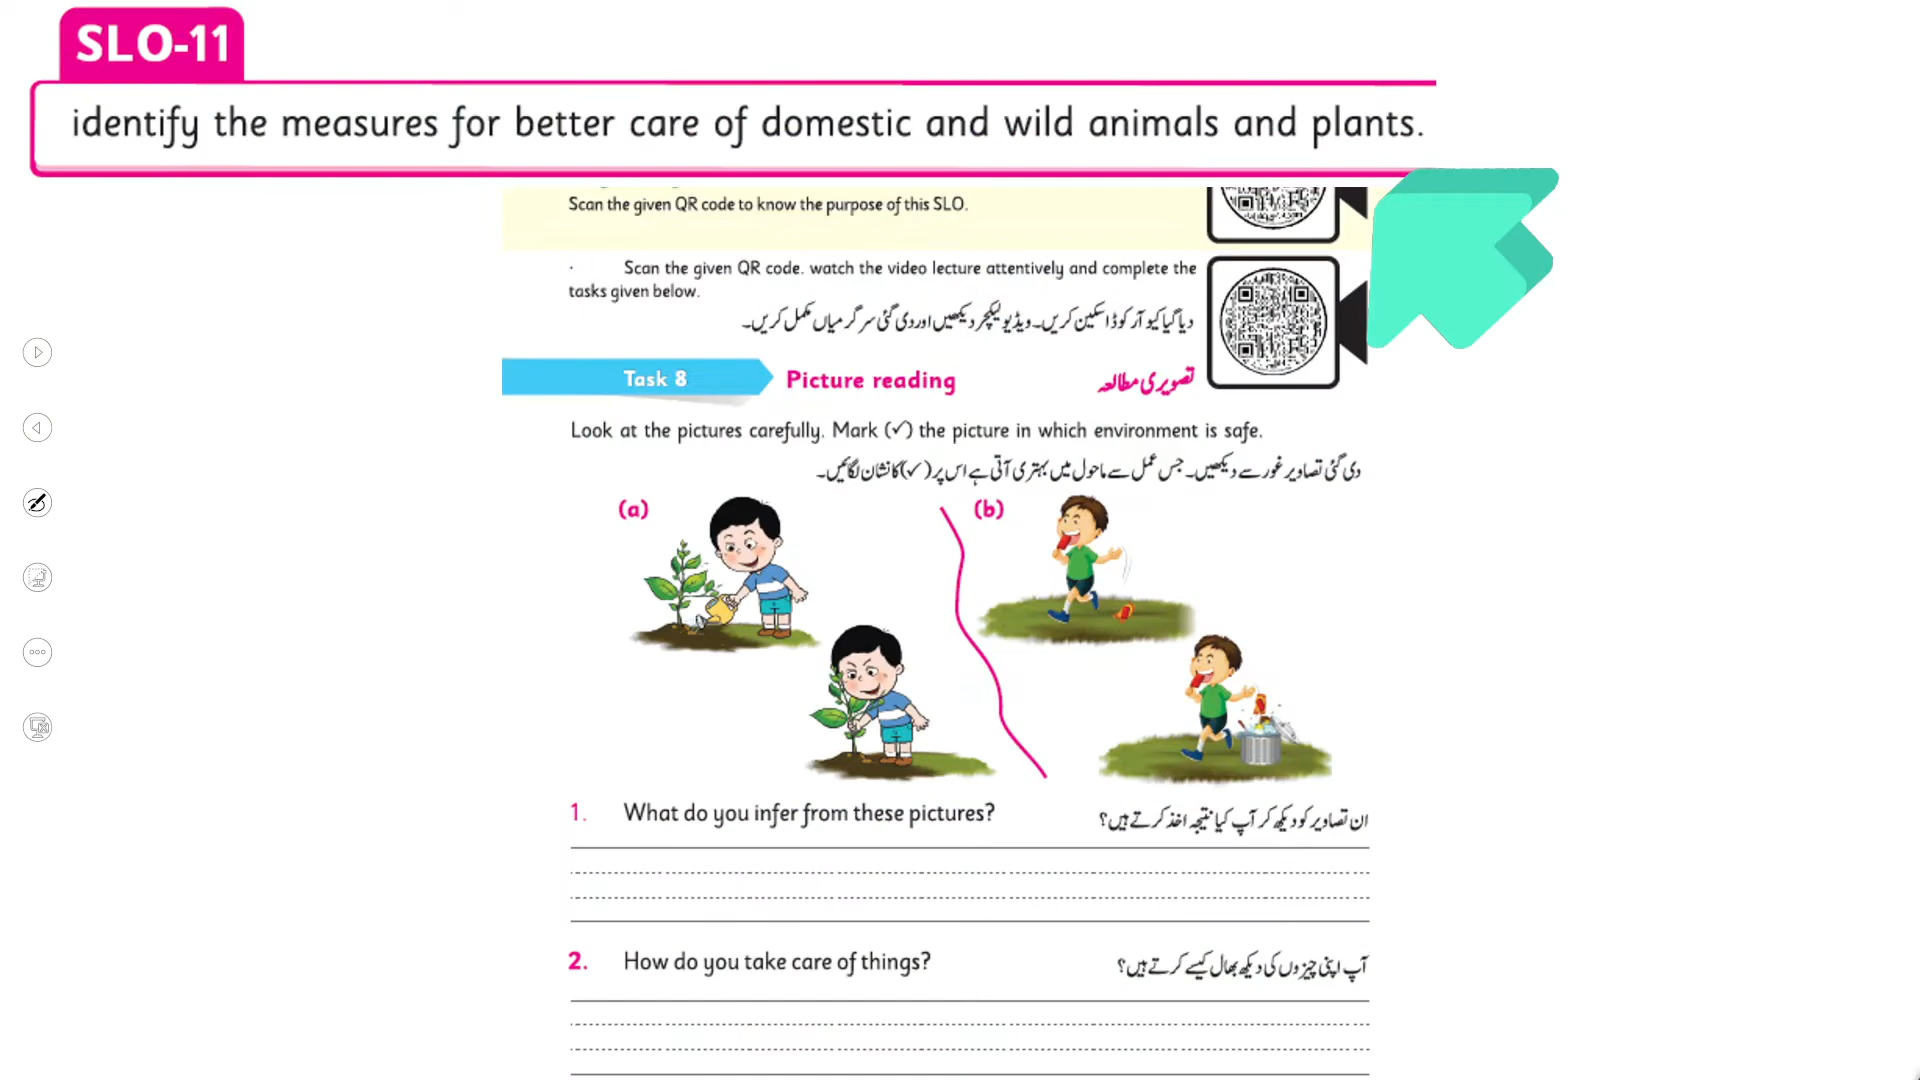 SLO-11
identify the measures for better care of domestic and wild animals and plants.
Scan the given QR code to know the purpose of this SLO.
Scan the given QR code. watch the video lecture attentively and complete the
tasks given below.
دیا گیا کیو آر کوڈ اسکین کریں۔ ویڈیو لیکچر دیکھیں اور دی گئی سرگرمیاں مکمل کریں۔
Task 8 Picture reading تصویری مطالعہ
Look at the pictures carefully. Mark (✓) the picture in which environment is safe.
دی گئی تصاویر غور سے دیکھیں۔ جس عمل سے ماحول میں بہتری آتی ہے اس پر (✓) کا نشان لگائیں۔
(a) (b)
1. What do you infer from these pictures? ان تصاویر کو دیکھ کر آپ کیا نتیجہ اخذ کرتے ہیں؟
2. How do you take care of things? آپ اپنی چیزوں کی دیکھ بھال کیسے کرتے ہیں؟